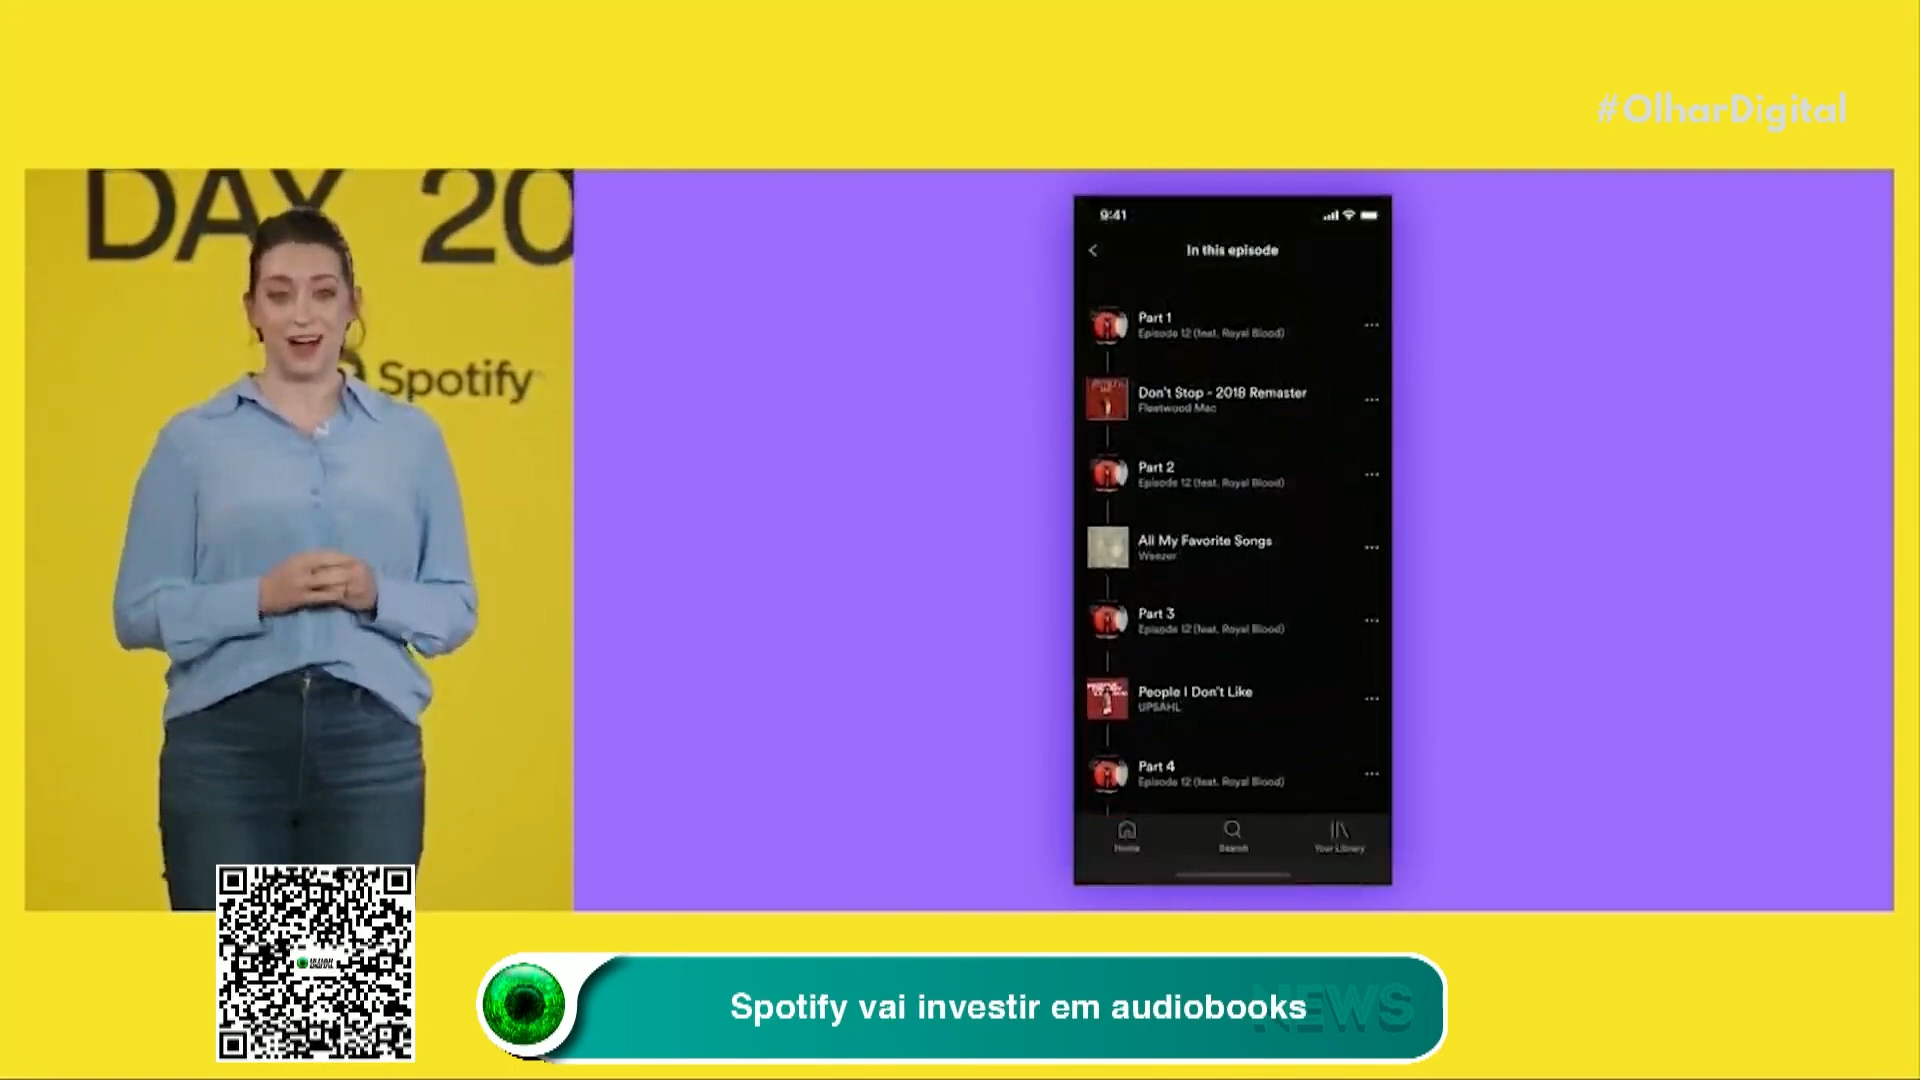 #OlharDigital
DAY 20
Spotify
9:41
In this episode
Part 1
Episode 12 (feat. Royal Blood)
Don't Stop - 2018 Remaster
Fleetwood Mac
Part 2
Episode 12 (feat. Royal Blood)
All My Favorite Songs
Weezer
Part 3
Episode 12 (feat. Royal Blood)
People I Don't Like
UPSAHL
Part 4
Episode 12 (feat. Royal Blood)
Home
Search
Your Library
Spotify vai investir em audiobooks
NEWS